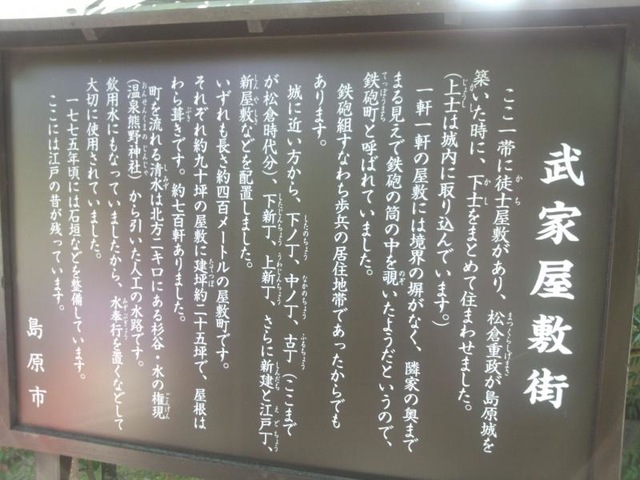 武家屋敷街
ここ一帯に徒士屋敷があり、松倉重政が島原城を
築いた時に、下士をまとめて住まわせました。
(上士は城内に取り込んでいます。)
一軒一軒の屋敷には境界の塀がなく、隣家の奥まで
まる見えで鉄砲の筒の中を覗いたようだというので、
鉄砲町と呼ばれていました。
鉄砲組すなわち歩兵の居住地帯であったからでも
あります。
城に近い方から、下ノ丁、中ノ丁、古丁(ここまで
が松倉時代分)、下新丁、上新丁、さらに新建と江戸丁、
新屋敷などを配置しました。
いずれも長さ約四百メートルの屋敷町です。
それぞれ約九十坪の屋敷に建坪約二十五坪で、屋根は
わら葺きです。約七百軒ありました。
町を流れる清水は北方二キロにある杉谷・水の権現
(温泉熊野神社)から引いた人工の水路です。
飲用水にもなっていましたから、水奉行を置くなどして
大切に使用されていました。
一七七五年頃には石垣などを整備しています。
ここには江戸の昔が残っています。
島原市